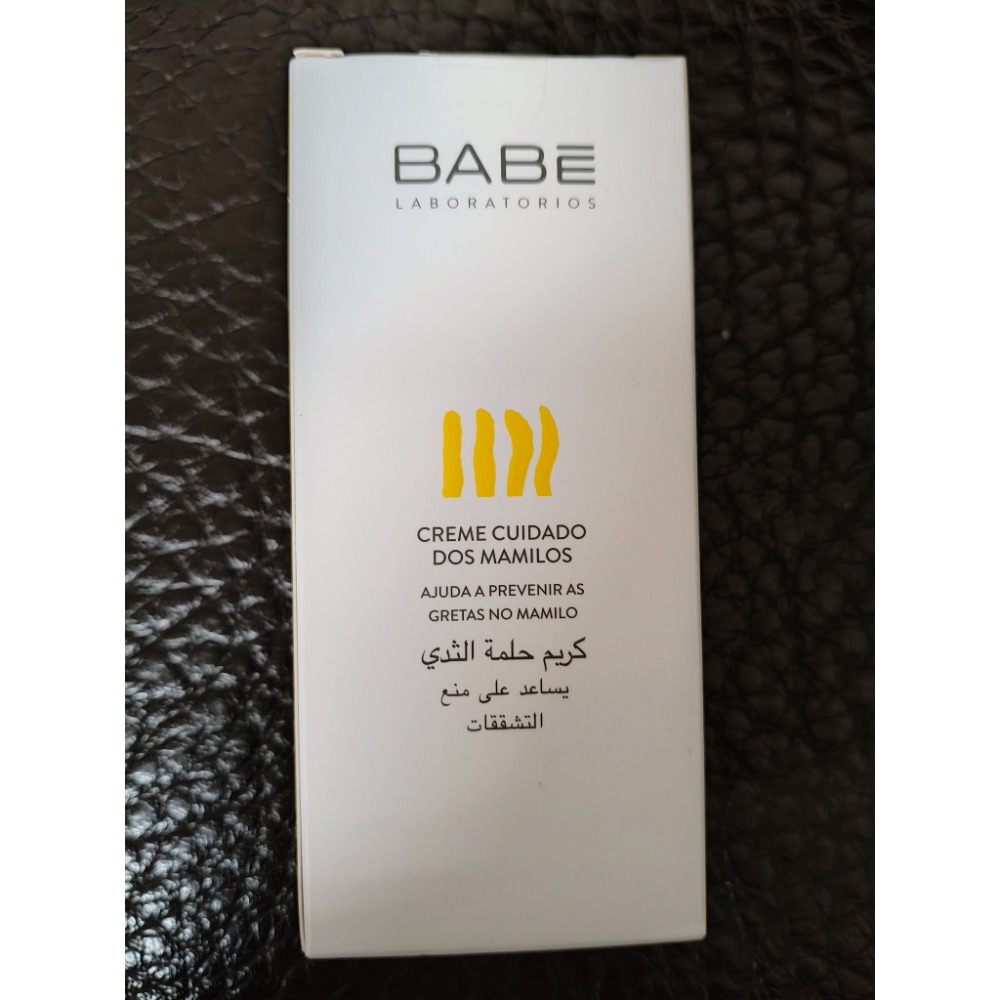 BABĒ
LABORATORIOS
CREME CUIDADO
DOS MAMILOS
AJUDA A PREVENIR AS
GRETAS NO MAMILO
كريم حلمة الثدي
يساعد على منع
التشققات